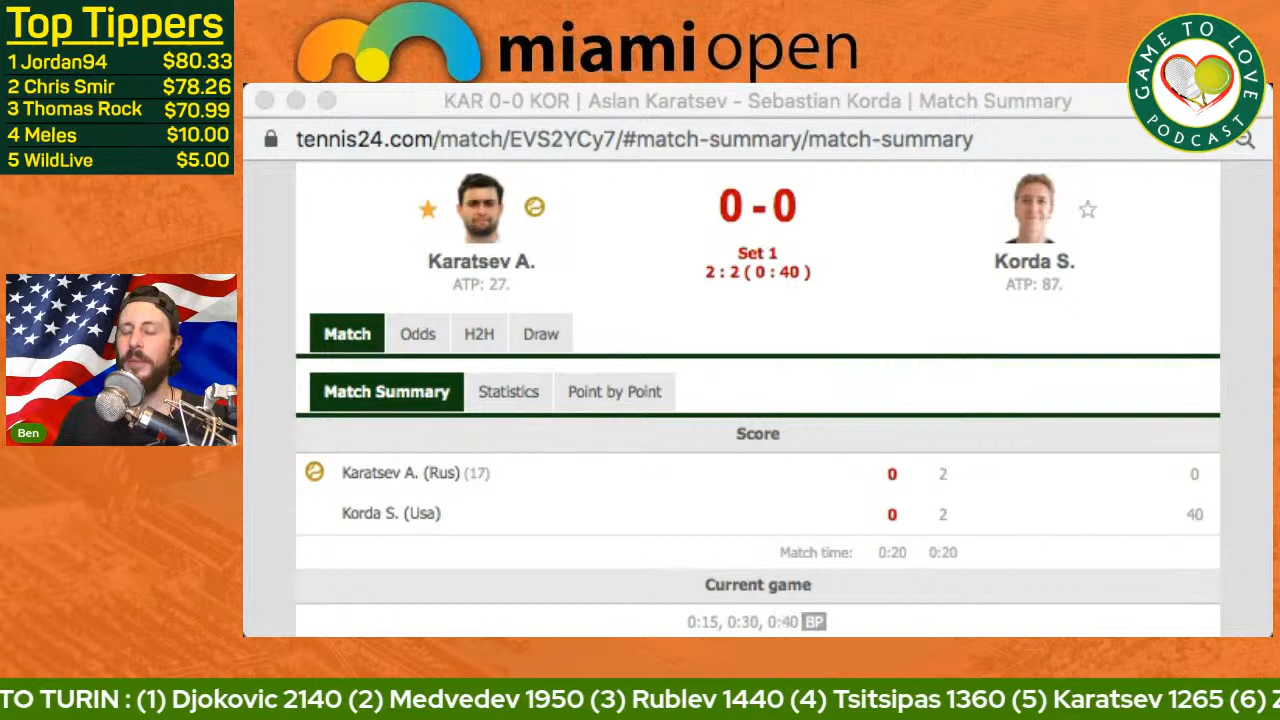 Top Tippers
1 Jordan94 $80.33
2 Chris Smir $78.26
3 Thomas Rock $70.99
4 Meles $10.00
5 WildLive $5.00
miami open
GAME TO LOVE
PODCAST
KAR 0-0 KOR | Aslan Karatsev - Sebastian Korda | Match Summary
tennis24.com/match/EVS2YCy7/#match-summary/match-summary
0 - 0
Set 1
2 : 2 ( 0 : 40 )
Karatsev A.
ATP: 27.
Korda S.
ATP: 87.
Match Odds H2H Draw
Match Summary Statistics Point by Point
Score
Karatsev A. (Rus) (17) 0 2 0
Korda S. (Usa) 0 2 40
Match time: 0:20 0:20
Current game
0:15, 0:30, 0:40 BP
Ben
TO TURIN : (1) Djokovic 2140 (2) Medvedev 1950 (3) Rublev 1440 (4) Tsitsipas 1360 (5) Karatsev 1265 (6)